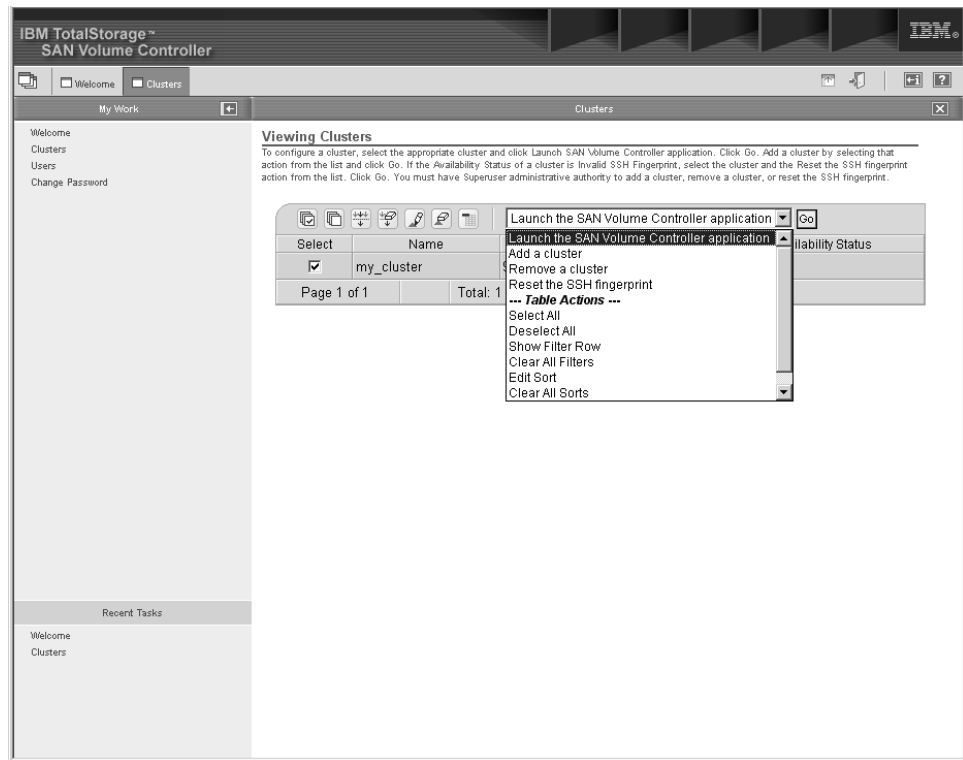 IBM TotalStorage™
SAN Volume Controller
IBM®
Welcome
Clusters
My Work
Clusters
Welcome
Clusters
Users
Change Password
Viewing Clusters
To configure a cluster, select the appropriate cluster and click Launch SAN Volume Controller application. Click Go. Add a cluster by selecting that
action from the list and click Go. If the Availability Status of a cluster is Invalid SSH Fingerprint, select the cluster and the Reset the SSH fingerprint
action from the list. Click Go. You must have Superuser administrative authority to add a cluster, remove a cluster, or reset the SSH fingerprint.
Launch the SAN Volume Controller application
Go
Select Name ilability Status
my_cluster
Page 1 of 1 Total: 1
Launch the SAN Volume Controller application
Add a cluster
Remove a cluster
Reset the SSH fingerprint
--- Table Actions ---
Select All
Deselect All
Show Filter Row
Clear All Filters
Edit Sort
Clear All Sorts
Recent Tasks
Welcome
Clusters